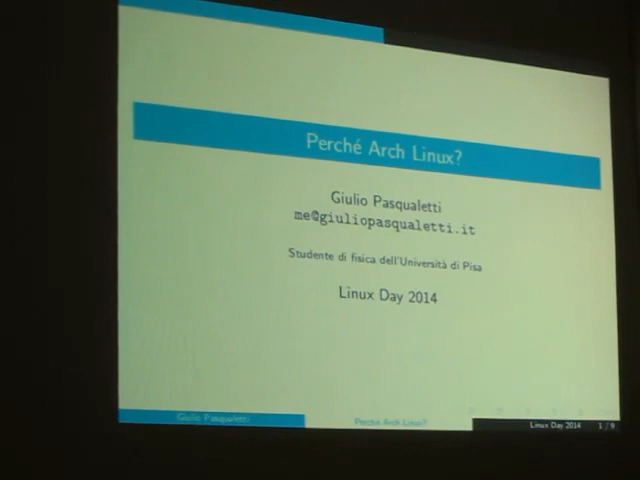 Perché Arch Linux?
Giulio Pasqualetti
me@giuliopasqualetti.it
Studente di fisica dell'Università di Pisa
Linux Day 2014
Giulio Pasqualetti
Perché Arch Linux?
Linux Day 2014
1 / 9